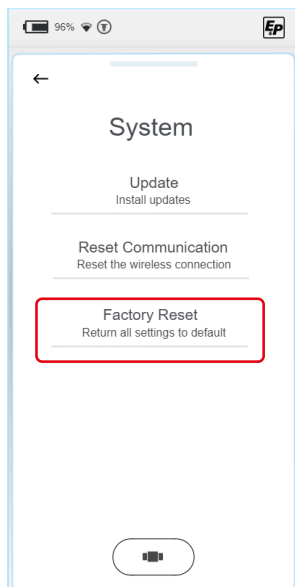 96%
EP
System
Update
Install updates
Reset Communication
Reset the wireless connection
Factory Reset
Return all settings to default